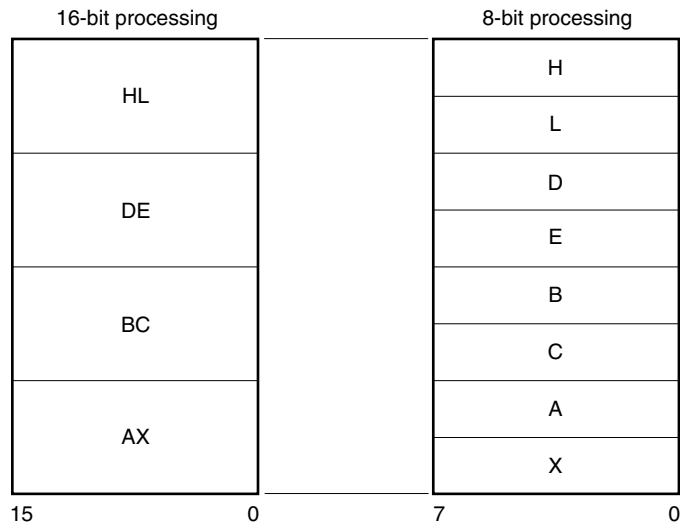 16-bit processing
8-bit processing
HL
DE
BC
AX
H
L
D
E
B
C
A
X
15 0
7 0